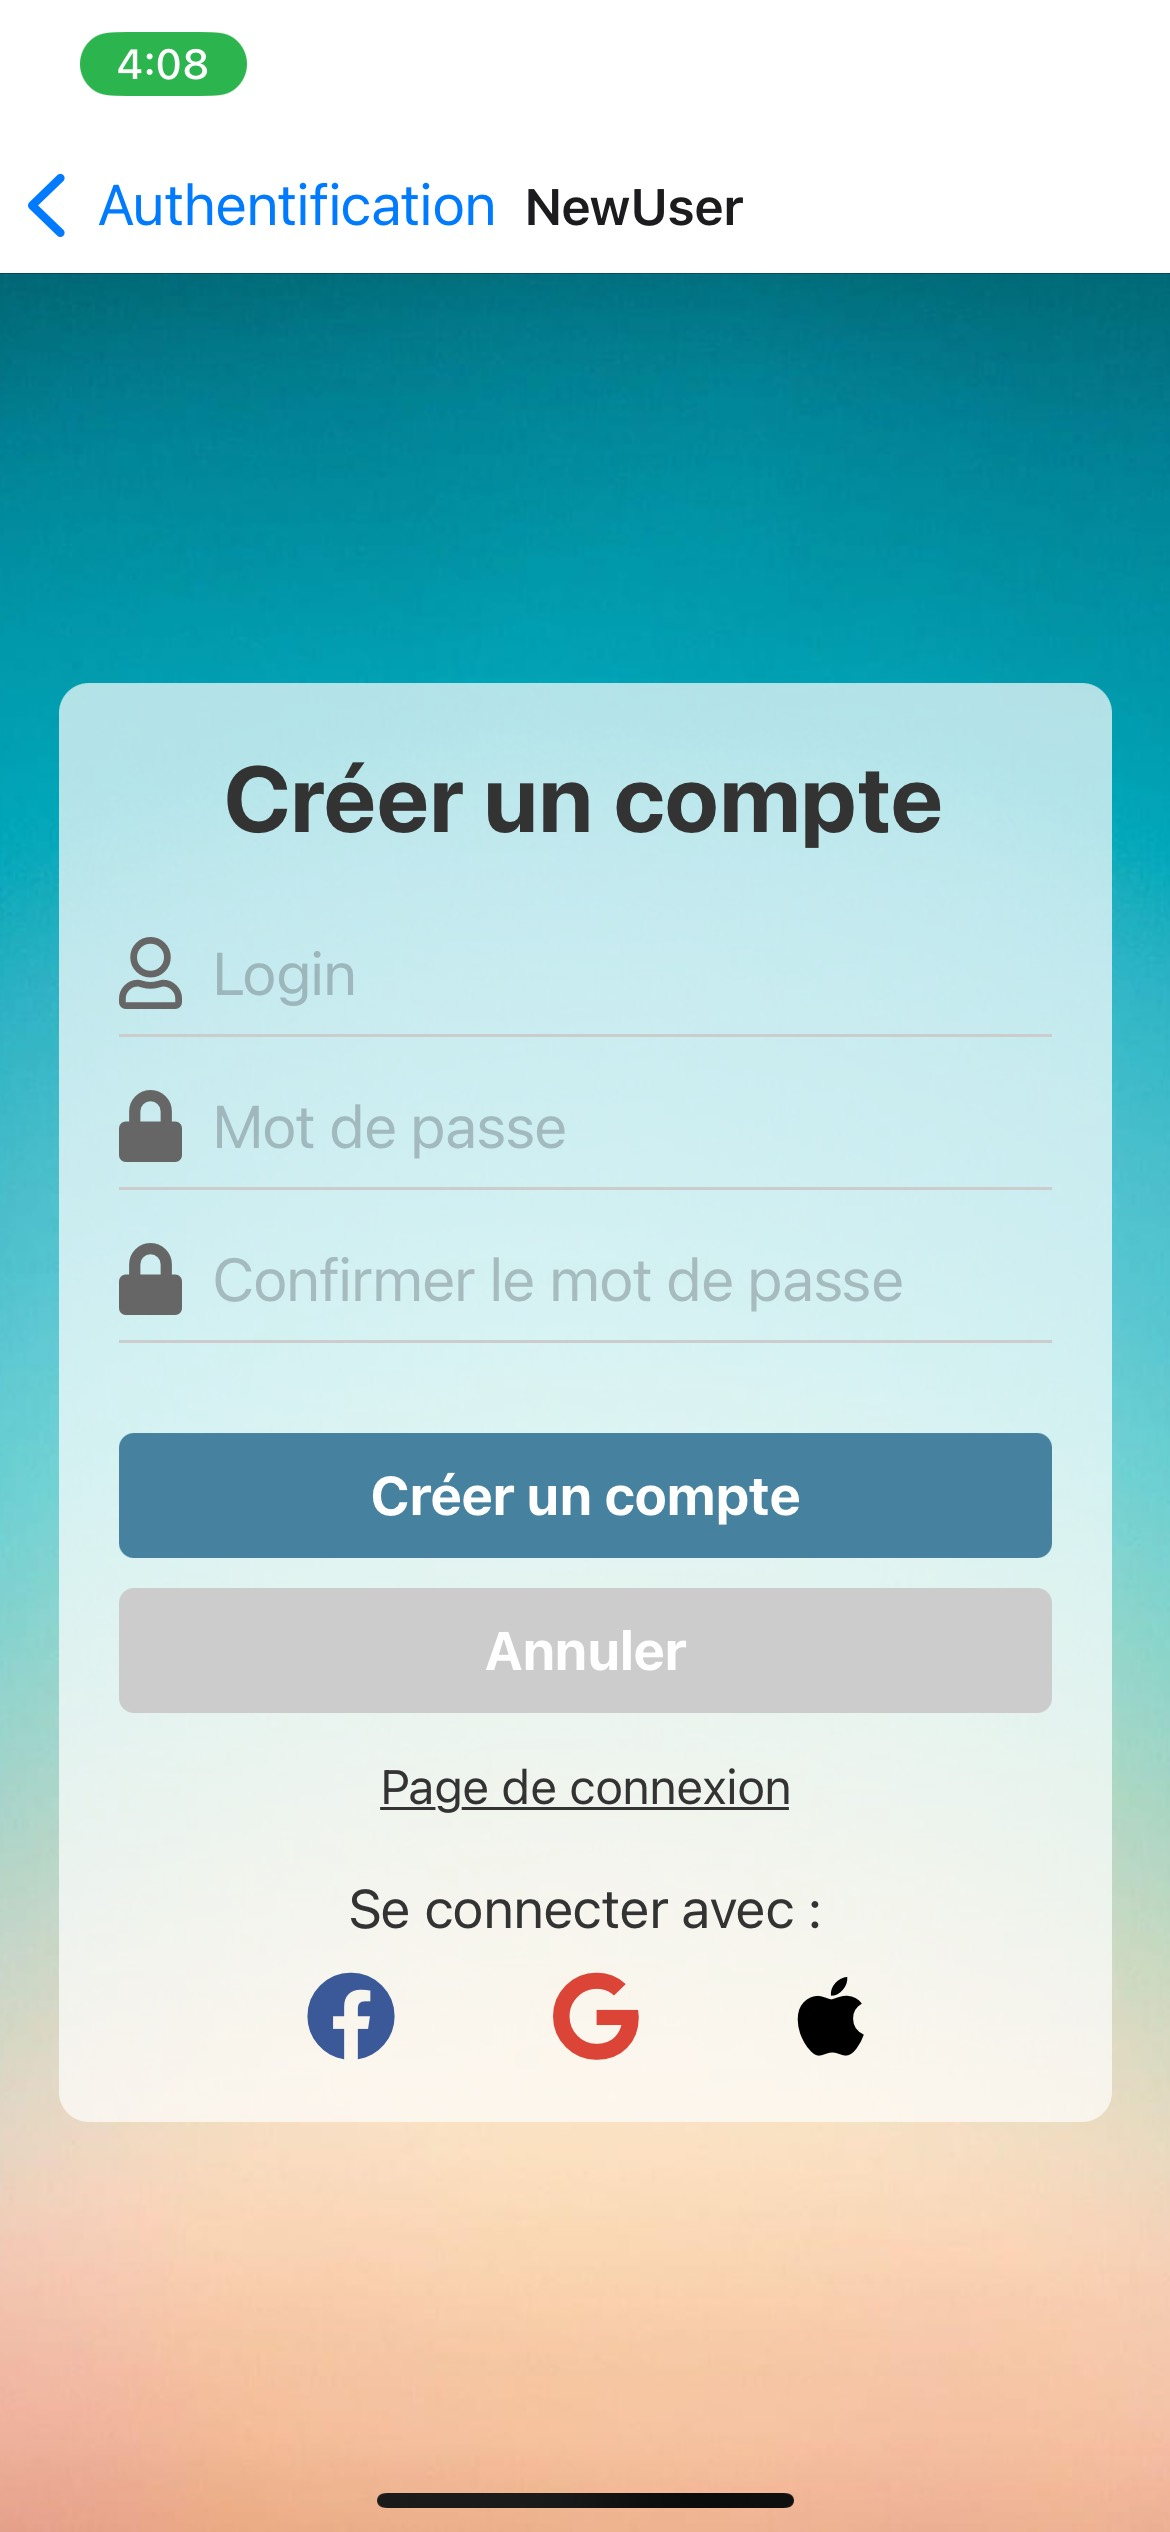 4:08
Authentification NewUser
Créer un compte
Login
Mot de passe
Confirmer le mot de passe
Créer un compte
Annuler
Page de connexion
Se connecter avec :